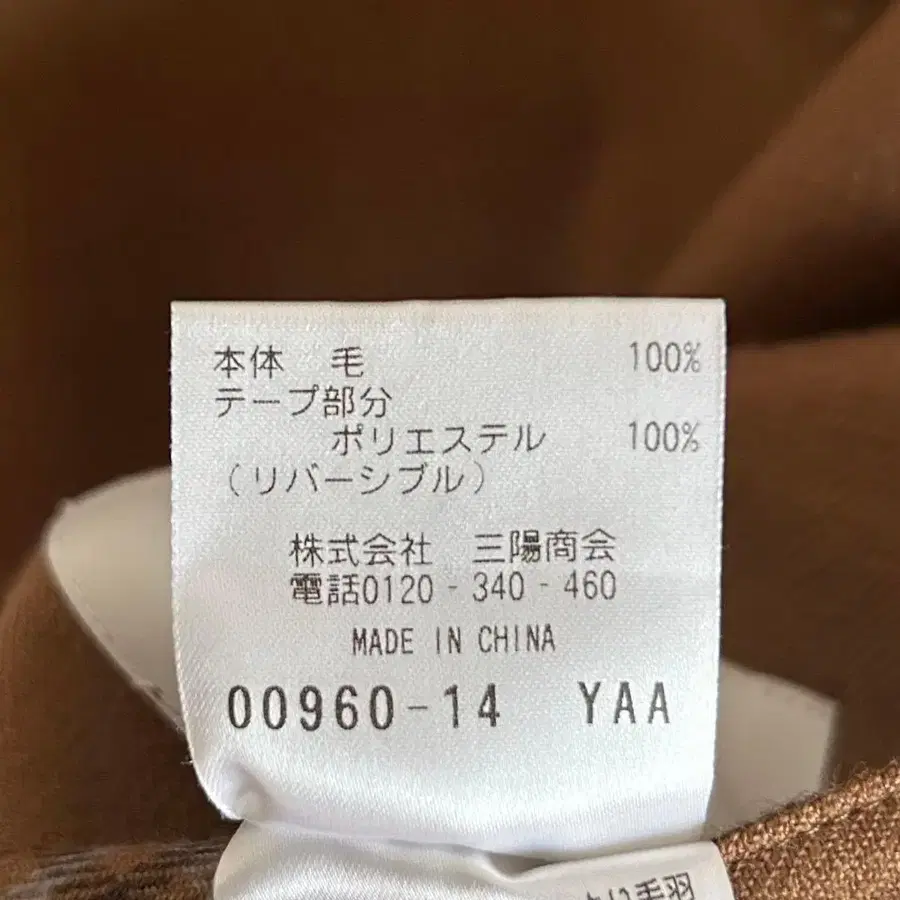 本体 毛 100%
テープ部分
ポリエステル 100%
（リバーシブル）
株式会社 三陽商会
電話0120-340-460
MADE IN CHINA
00960-14 YAA
毛羽